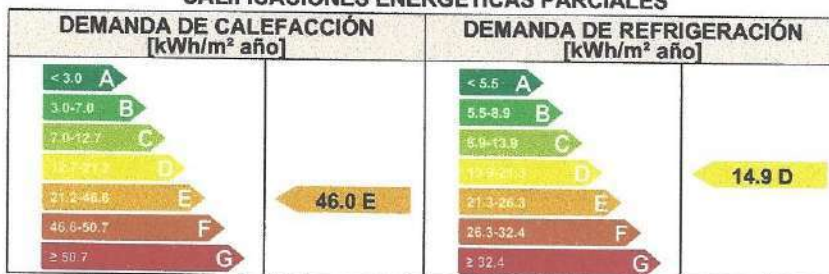 CALIFICACIONES ENERGÉTICAS PARCIALES
DEMANDA DE CALEFACCIÓN
[kWh/m² año]
< 3.0 A
3.0-7.0 B
7.0-12.7 C
12.7-21.2 D
21.2-46.6 E
46.6-50.7 F
≥ 50.7 G
46.0 E
DEMANDA DE REFRIGERACIÓN
[kWh/m² año]
< 5.5 A
5.5-8.9 B
8.9-13.9 C
13.9-21.3 D
21.3-26.3 E
26.3-32.4 F
≥ 32.4 G
14.9 D